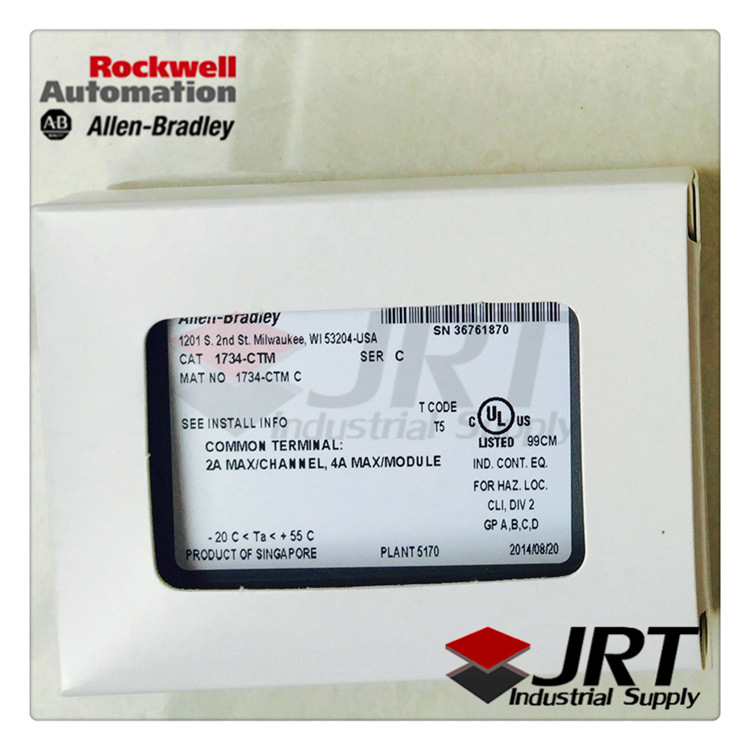 Rockwell
Automation
AB Allen-Bradley
Allen-Bradley
SN 36761870
1201 S. 2nd St. Milwaukee, WI 53204-USA
CAT 1734-CTM SER C
MAT NO 1734-CTM C
JRT
Industrial Supply
T CODE
SEE INSTALL INFO T5 C UL US
LISTED 99CM
COMMON TERMINAL:
2A MAX/CHANNEL, 4A MAX/MODULE
IND. CONT. EQ.
FOR HAZ. LOC.
CLI, DIV 2
GP A,B,C,D
- 20 C < Ta < + 55 C
PRODUCT OF SINGAPORE PLANT 5170 2014/08/20
JRT
Industrial Supply